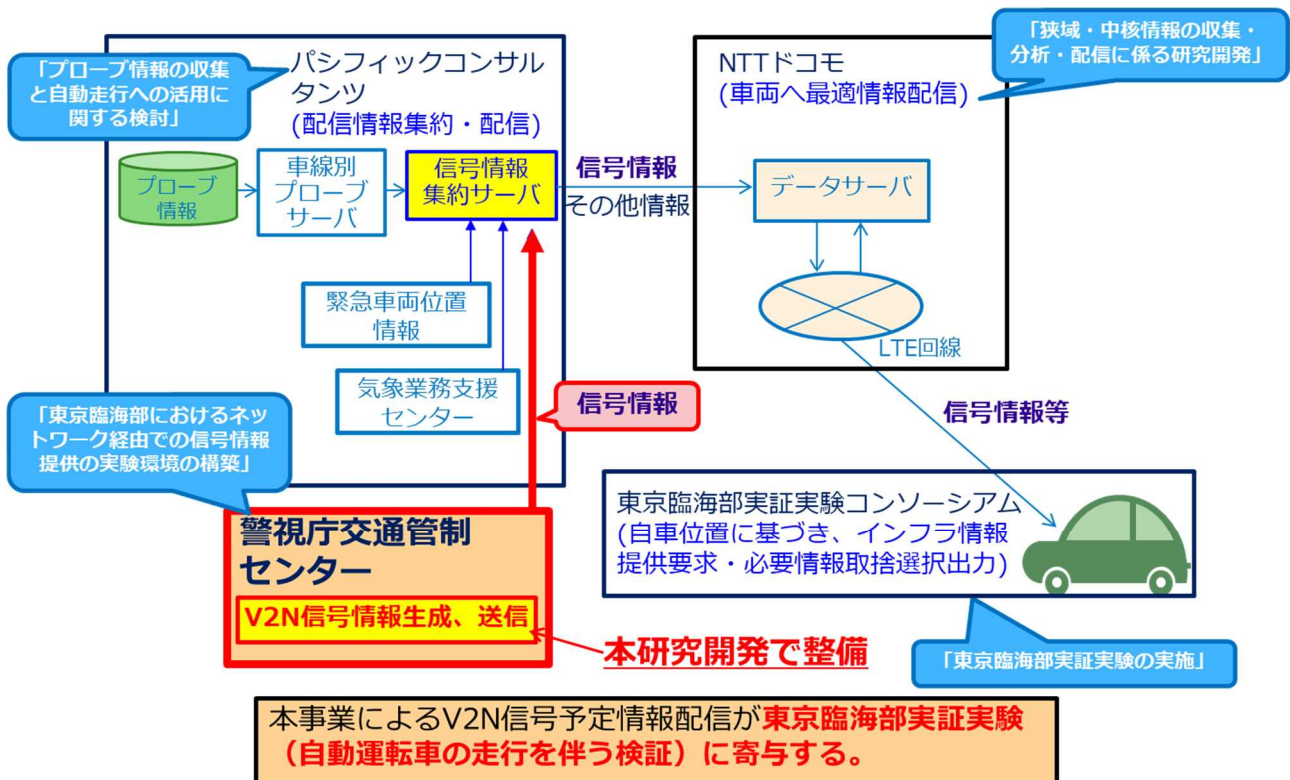 「プローブ情報の収集
と自動走行への活用に
関する検討」
パシフィックコンサル
タンツ
(配信情報集約・配信)
プローブ
情報
車線別
プローブ
サーバ
信号情報
集約サーバ
信号情報
その他情報
緊急車両位置
情報
気象業務支援
センター
信号情報
NTTドコモ
(車両へ最適情報配信)
「狭域・中核情報の収集・
分析・配信に係る研究開発」
データサーバ
LTE回線
信号情報等
「東京臨海部におけるネッ
トワーク経由での信号情報
提供の実験環境の構築」
警視庁交通管制
センター
V2N信号情報生成、送信
本研究開発で整備
東京臨海部実証実験コンソーシアム
(自車位置に基づき、インフラ情報
提供要求・必要情報取捨選択出力)
「東京臨海部実証実験の実施」
本事業によるV2N信号予定情報配信が東京臨海部実証実験
（自動運転車の走行を伴う検証）に寄与する。